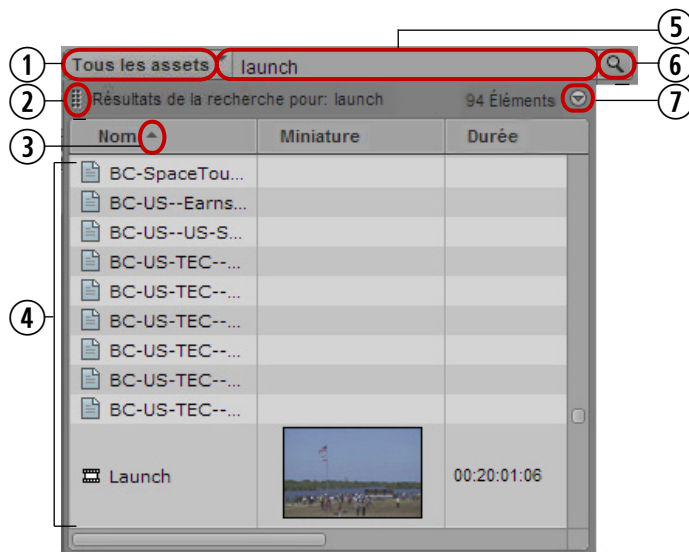 5
1 Tous les assets launch 6
2 Résultats de la recherche pour: launch 94 Éléments 7
3 Nom Miniature Durée
BC-SpaceTou...
BC-US--Earns...
BC-US--US-S...
BC-US-TEC--...
BC-US-TEC--...
4
BC-US-TEC--...
BC-US-TEC--...
BC-US-TEC--...
BC-US-TEC--...
Launch 00:20:01:06